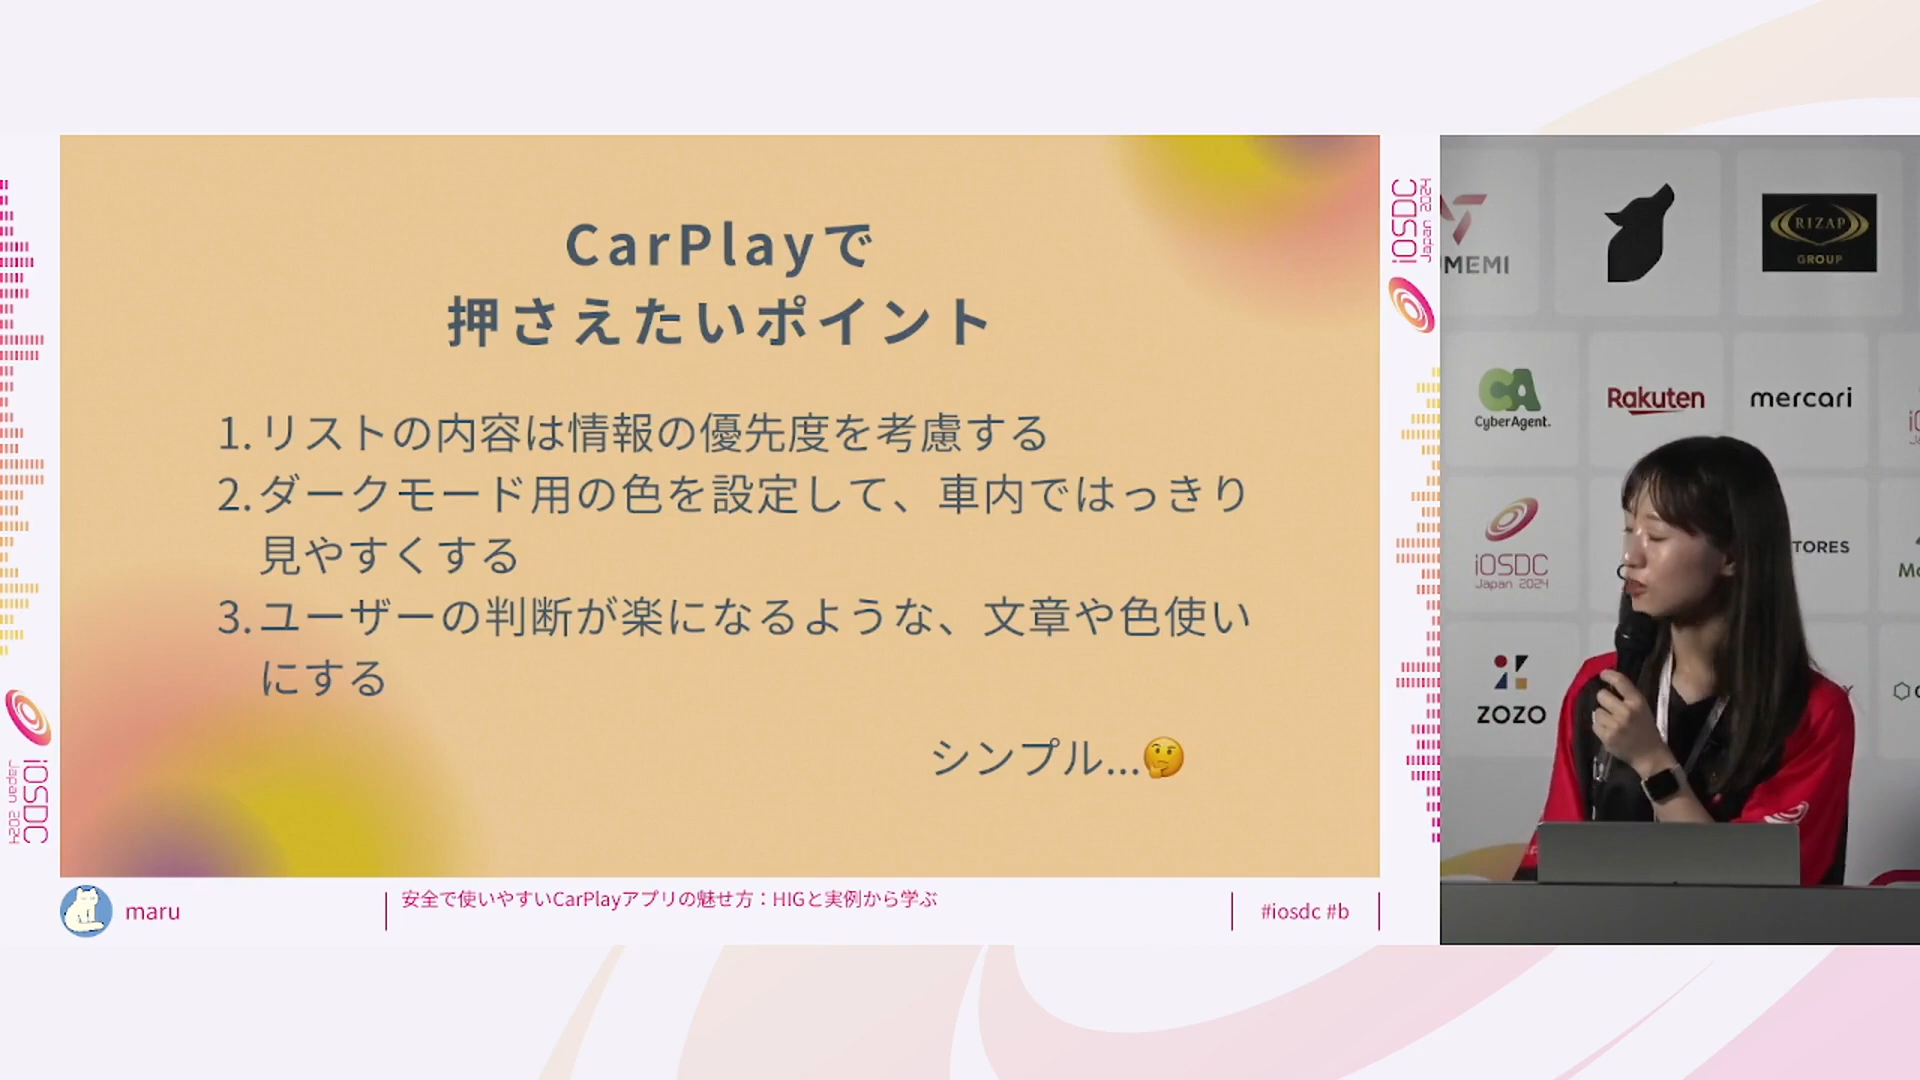 CarPlayで
押さえたいポイント
1. リストの内容は情報の優先度を考慮する
2. ダークモード用の色を設定して、車内ではっきり
見やすくする
3. ユーザーの判断が楽になるような、文章や色使い
にする
シンプル...🤔
maru
安全で使いやすいCarPlayアプリの魅せ方：HIGと実例から学ぶ
#iosdc #b
iOSDC
Japan 2024
iOSDC
Japan 2024
MEMI
RIZAP
GROUP
CyberAgent.
Rakuten
mercari
iOSDC
Japan 2024
TORES
ZOZO